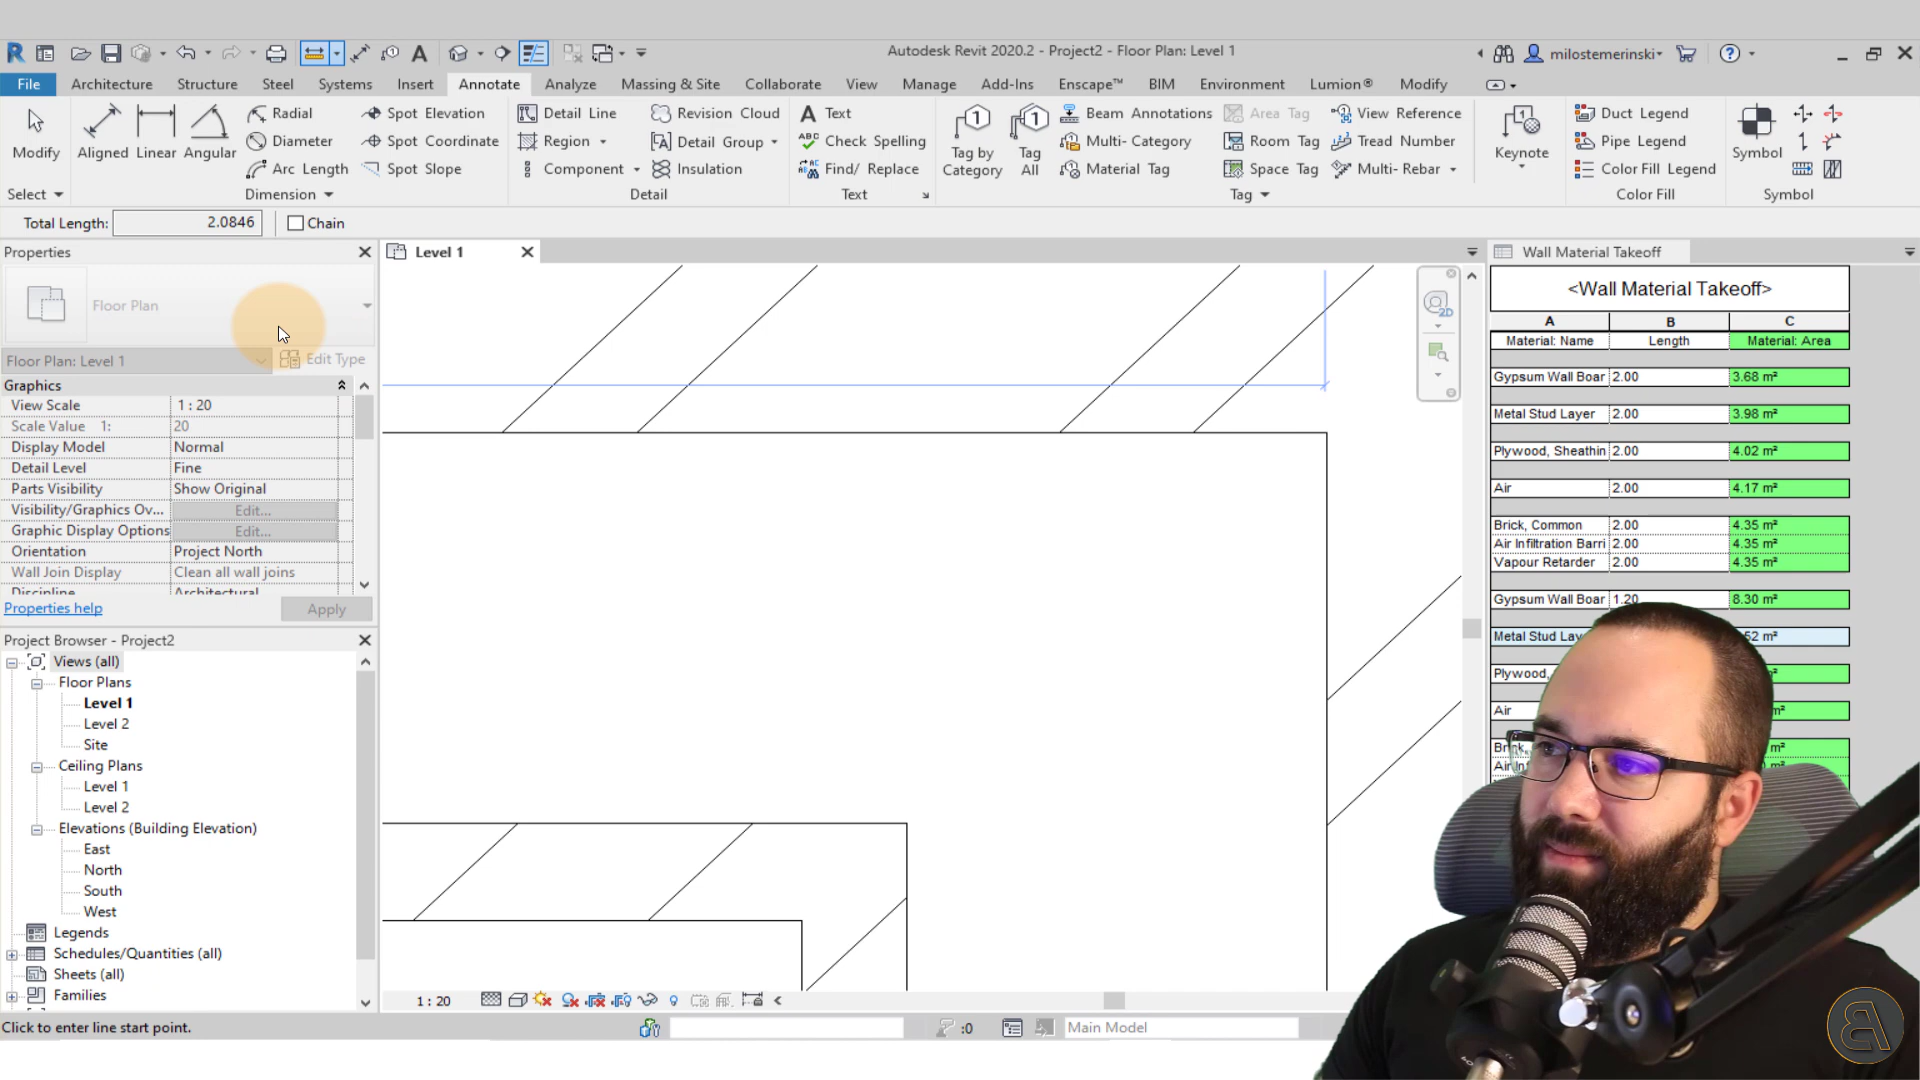 Autodesk Revit 2020.2 - Project2 - Floor Plan: Level 1
milostemerinski
File Architecture Structure Steel Systems Insert Annotate Analyze Massing & Site Collaborate View Manage Add-Ins Enscape™ BIM Environment Lumion® Modify
Modify
Select
Aligned
Linear
Angular
Radial
Diameter
Arc Length
Spot Elevation
Spot Coordinate
Spot Slope
Dimension
Detail Line
Region
Component
Revision Cloud
Detail Group
Insulation
Detail
Text
Check Spelling
Find/ Replace
Text
Tag by
Category
Tag
All
Beam Annotations
Multi- Category
Material Tag
Area Tag
Room Tag
Space Tag
View Reference
Tread Number
Multi- Rebar
Tag
Keynote
Duct Legend
Pipe Legend
Color Fill Legend
Color Fill
Symbol
Symbol
Total Length: 2.0846 Chain
Properties
Floor Plan
Floor Plan: Level 1 Edit Type
Graphics
View Scale 1 : 20
Scale Value 1: 20
Display Model Normal
Detail Level Fine
Parts Visibility Show Original
Visibility/Graphics Ov... Edit...
Graphic Display Options Edit...
Orientation Project North
Wall Join Display Clean all wall joins
Discipline Architectural
Properties help Apply
Project Browser - Project2
Views (all)
Floor Plans
Level 1
Level 2
Site
Ceiling Plans
Level 1
Level 2
Elevations (Building Elevation)
East
North
South
West
Legends
Schedules/Quantities (all)
Sheets (all)
Families
Level 1
2D
1 : 20
Click to enter line start point.
:0
Main Model
Wall Material Takeoff
<Wall Material Takeoff>
A B C
Material: Name Length Material: Area
Gypsum Wall Boar 2.00 3.68 m²
Metal Stud Layer 2.00 3.98 m²
Plywood, Sheathin 2.00 4.02 m²
Air 2.00 4.17 m²
Brick, Common 2.00 4.35 m²
Air Infiltration Barri 2.00 4.35 m²
Vapour Retarder 2.00 4.35 m²
Gypsum Wall Boar 1.20 8.30 m²
Metal Stud Lay 52 m²
Plywood,
Air m²
m²
m²